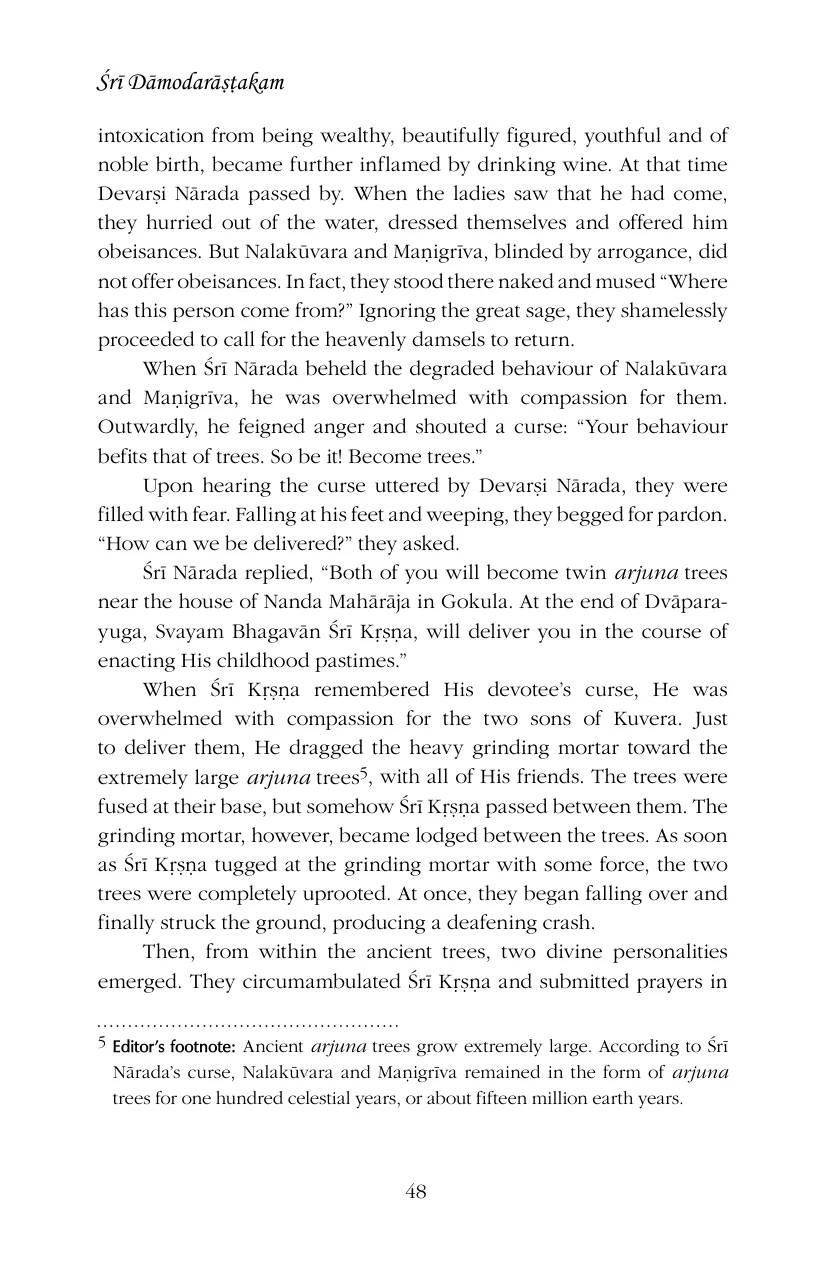 Śrī Dāmodarāṣṭakam
intoxication from being wealthy, beautifully figured, youthful and of
noble birth, became further inflamed by drinking wine. At that time
Devarṣi Nārada passed by. When the ladies saw that he had come,
they hurried out of the water, dressed themselves and offered him
obeisances. But Nalakūvara and Maṇigrīva, blinded by arrogance, did
not offer obeisances. In fact, they stood there naked and mused “Where
has this person come from?” Ignoring the great sage, they shamelessly
proceeded to call for the heavenly damsels to return.
When Śrī Nārada beheld the degraded behaviour of Nalakūvara
and Maṇigrīva, he was overwhelmed with compassion for them.
Outwardly, he feigned anger and shouted a curse: “Your behaviour
befits that of trees. So be it! Become trees.”
Upon hearing the curse uttered by Devarṣi Nārada, they were
filled with fear. Falling at his feet and weeping, they begged for pardon.
“How can we be delivered?” they asked.
Śrī Nārada replied, “Both of you will become twin arjuna trees
near the house of Nanda Mahārāja in Gokula. At the end of Dvāpara-
yuga, Svayam Bhagavān Śrī Kṛṣṇa, will deliver you in the course of
enacting His childhood pastimes.”
When Śrī Kṛṣṇa remembered His devotee’s curse, He was
overwhelmed with compassion for the two sons of Kuvera. Just
to deliver them, He dragged the heavy grinding mortar toward the
extremely large arjuna trees⁵, with all of His friends. The trees were
fused at their base, but somehow Śrī Kṛṣṇa passed between them. The
grinding mortar, however, became lodged between the trees. As soon
as Śrī Kṛṣṇa tugged at the grinding mortar with some force, the two
trees were completely uprooted. At once, they began falling over and
finally struck the ground, producing a deafening crash.
Then, from within the ancient trees, two divine personalities
emerged. They circumambulated Śrī Kṛṣṇa and submitted prayers in
⁵ Editor’s footnote: Ancient arjuna trees grow extremely large. According to Śrī
Nārada’s curse, Nalakūvara and Maṇigrīva remained in the form of arjuna
trees for one hundred celestial years, or about fifteen million earth years.
48